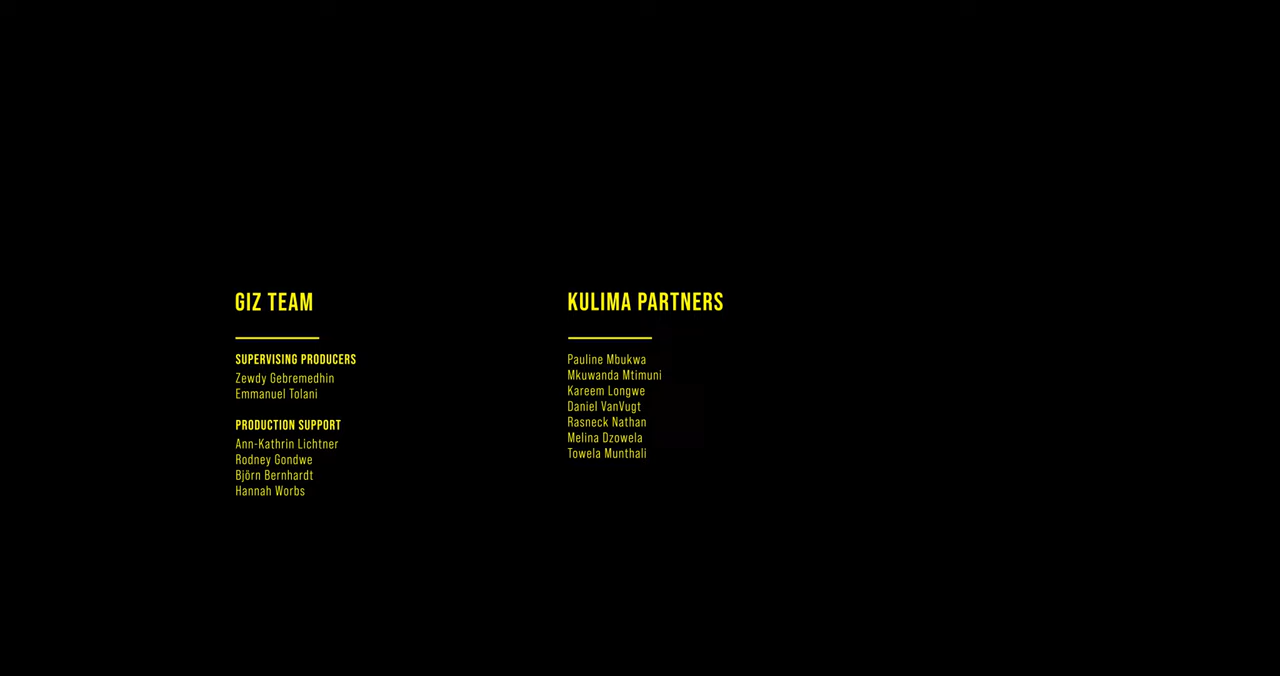 GIZ TEAM
SUPERVISING PRODUCERS
Zewdy Gebremedhin
Emmanuel Tolani
PRODUCTION SUPPORT
Ann-Kathrin Lichtner
Rodney Gondwe
Björn Bernhardt
Hannah Worbs
KULIMA PARTNERS
Pauline Mbukwa
Mkuwanda Mtimuni
Kareem Longwe
Daniel VanVugt
Rasneck Nathan
Melina Dzowela
Towela Munthali